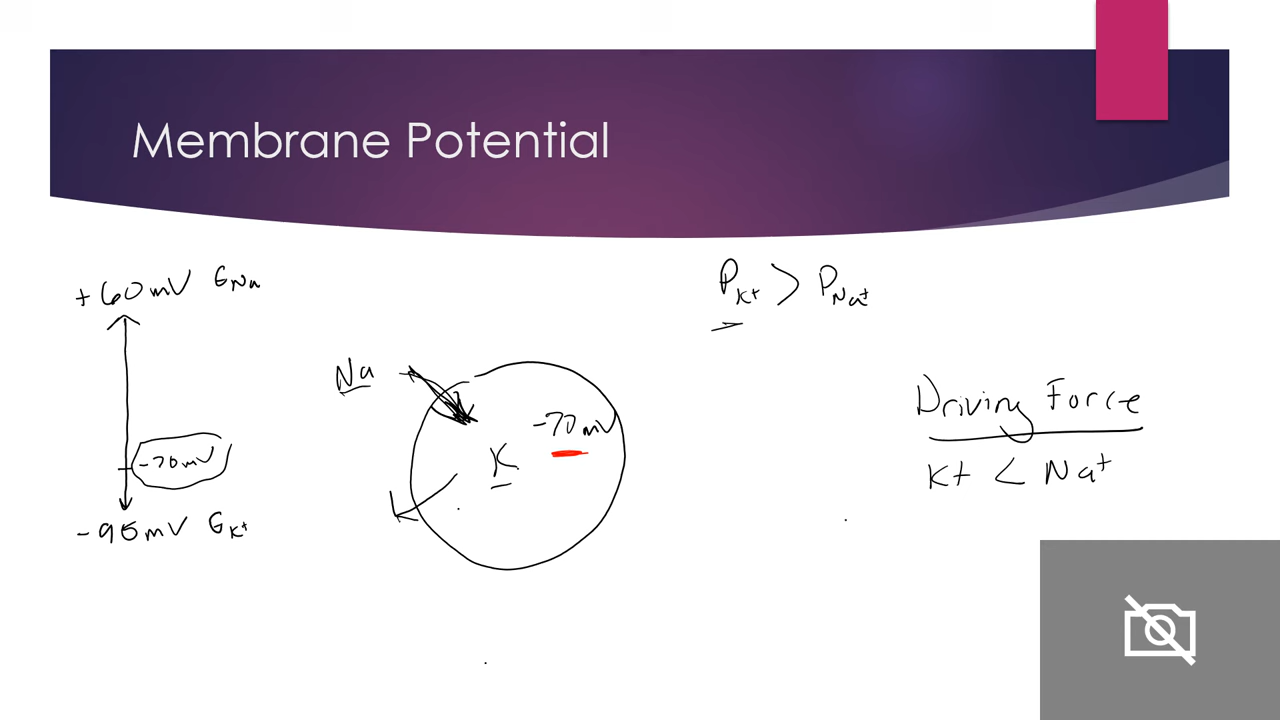 Membrane Potential
+60mV ENa
PK+ > PNa+
Na +
-70mV
K
-70mV
-95mV EK+
Driving Force
K+ < Na+